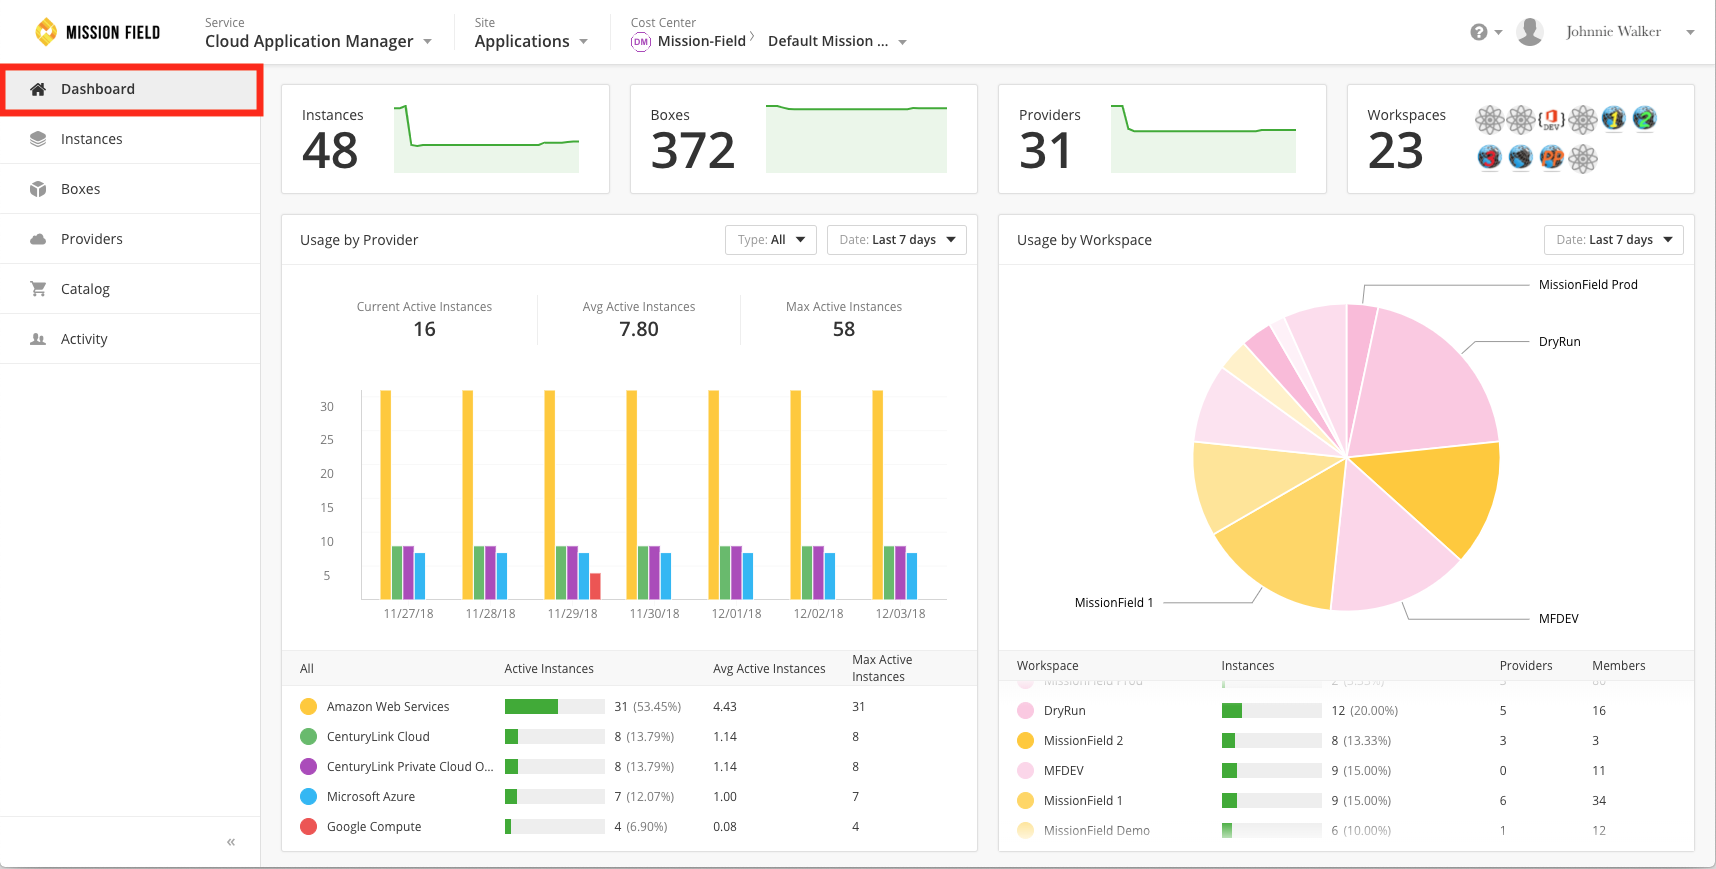 MISSION FIELD
Service
Cloud Application Manager
Site
Applications
Cost Center
DM Mission-Field > Default Mission ...
?
Johnnie Walker
Dashboard
Instances
Boxes
Providers
Catalog
Activity
«
Instances
48
Boxes
372
Providers
31
Workspaces
23
{ DEV }
1
2
3
Usage by Provider
Type: All
Date: Last 7 days
Current Active Instances
16
Avg Active Instances
7.80
Max Active Instances
58
30
25
20
15
10
5
11/27/18 11/28/18 11/29/18 11/30/18 12/01/18 12/02/18 12/03/18
All Active Instances Avg Active Instances Max Active
Instances
Amazon Web Services 31 (53.45%) 4.43 31
CenturyLink Cloud 8 (13.79%) 1.14 8
CenturyLink Private Cloud O... 8 (13.79%) 1.14 8
Microsoft Azure 7 (12.07%) 1.00 7
Google Compute 4 (6.90%) 0.08 4
Usage by Workspace
Date: Last 7 days
MissionField Prod
DryRun
MissionField 1
MFDEV
Workspace Instances Providers Members
MissionField Prod
DryRun 12 (20.00%) 5 16
MissionField 2 8 (13.33%) 3 3
MFDEV 9 (15.00%) 0 11
MissionField 1 9 (15.00%) 6 34
MissionField Demo 6 (10.00%) 1 12